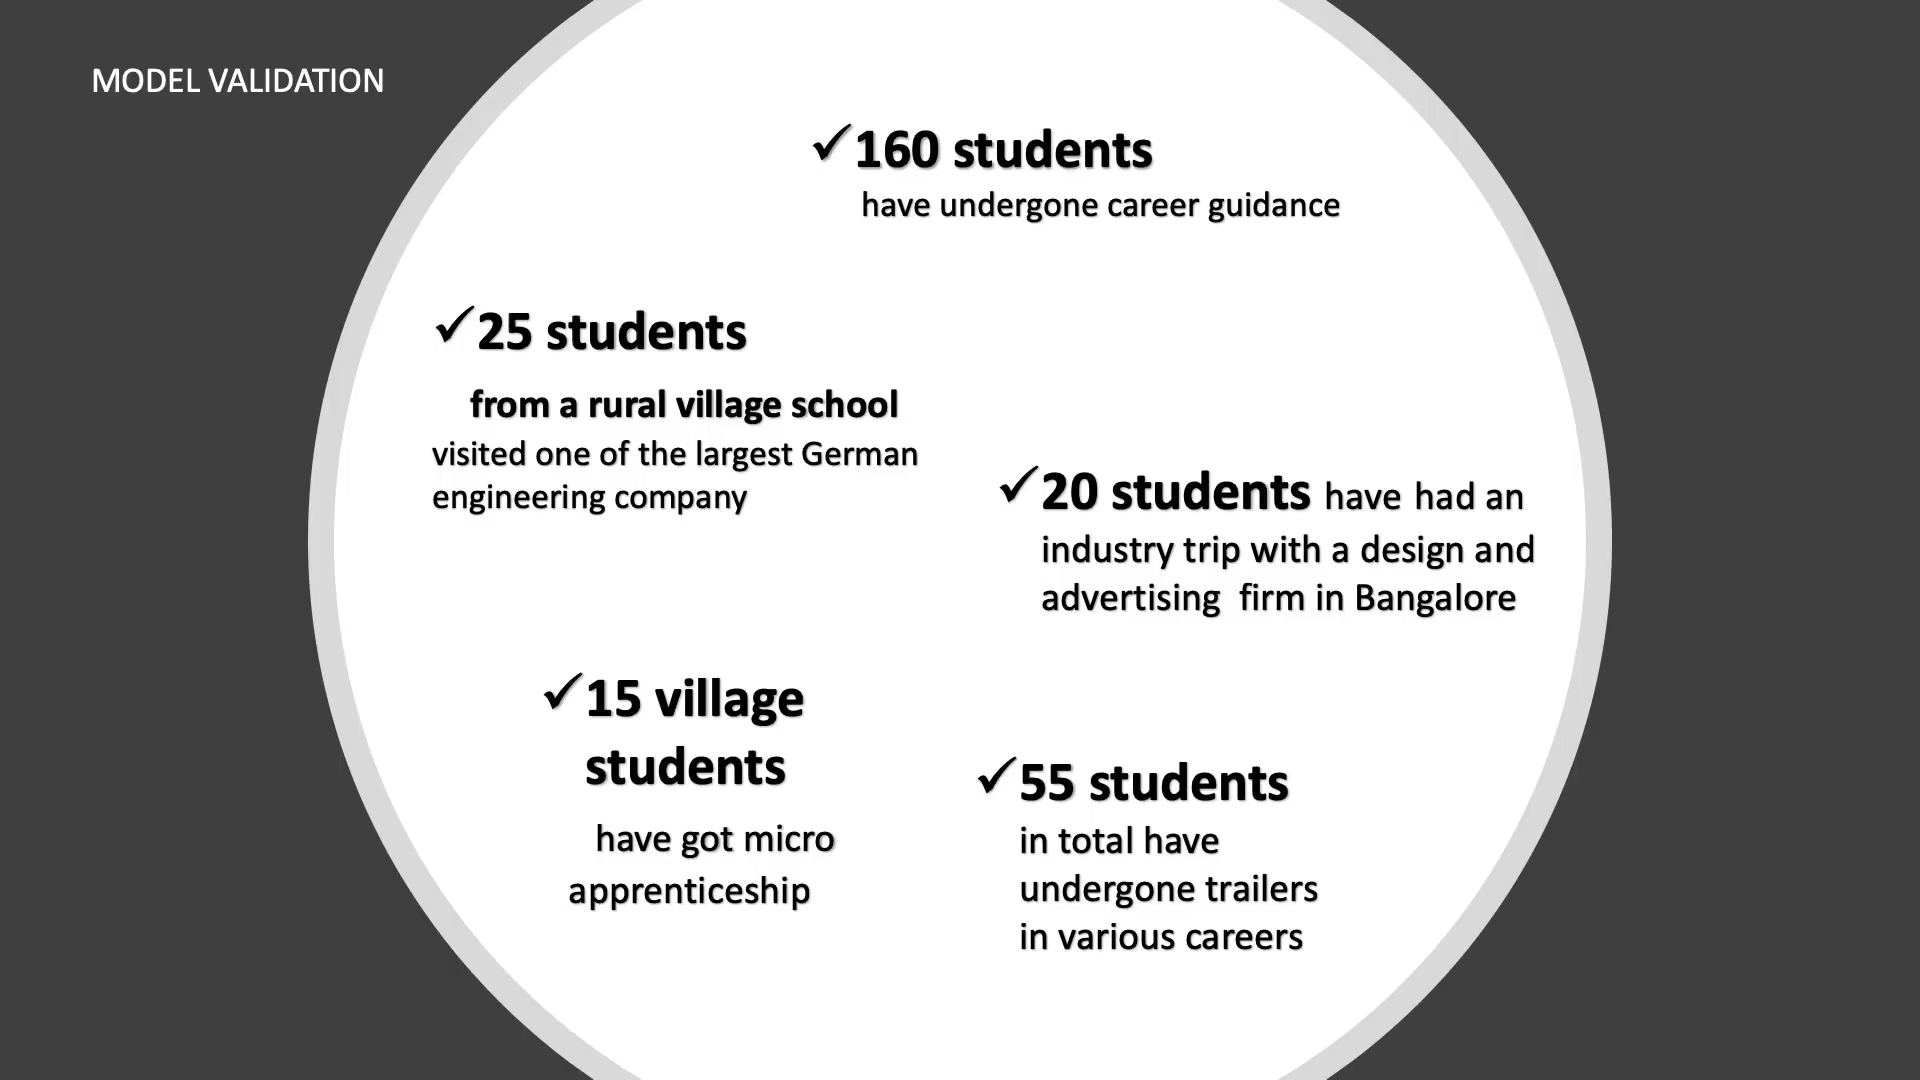 MODEL VALIDATION
✓160 students
have undergone career guidance
✓25 students
from a rural village school
visited one of the largest German
engineering company
✓20 students have had an
industry trip with a design and
advertising  firm in Bangalore
✓15 village
students
have got micro
apprenticeship
✓55 students
in total have
undergone trailers
in various careers